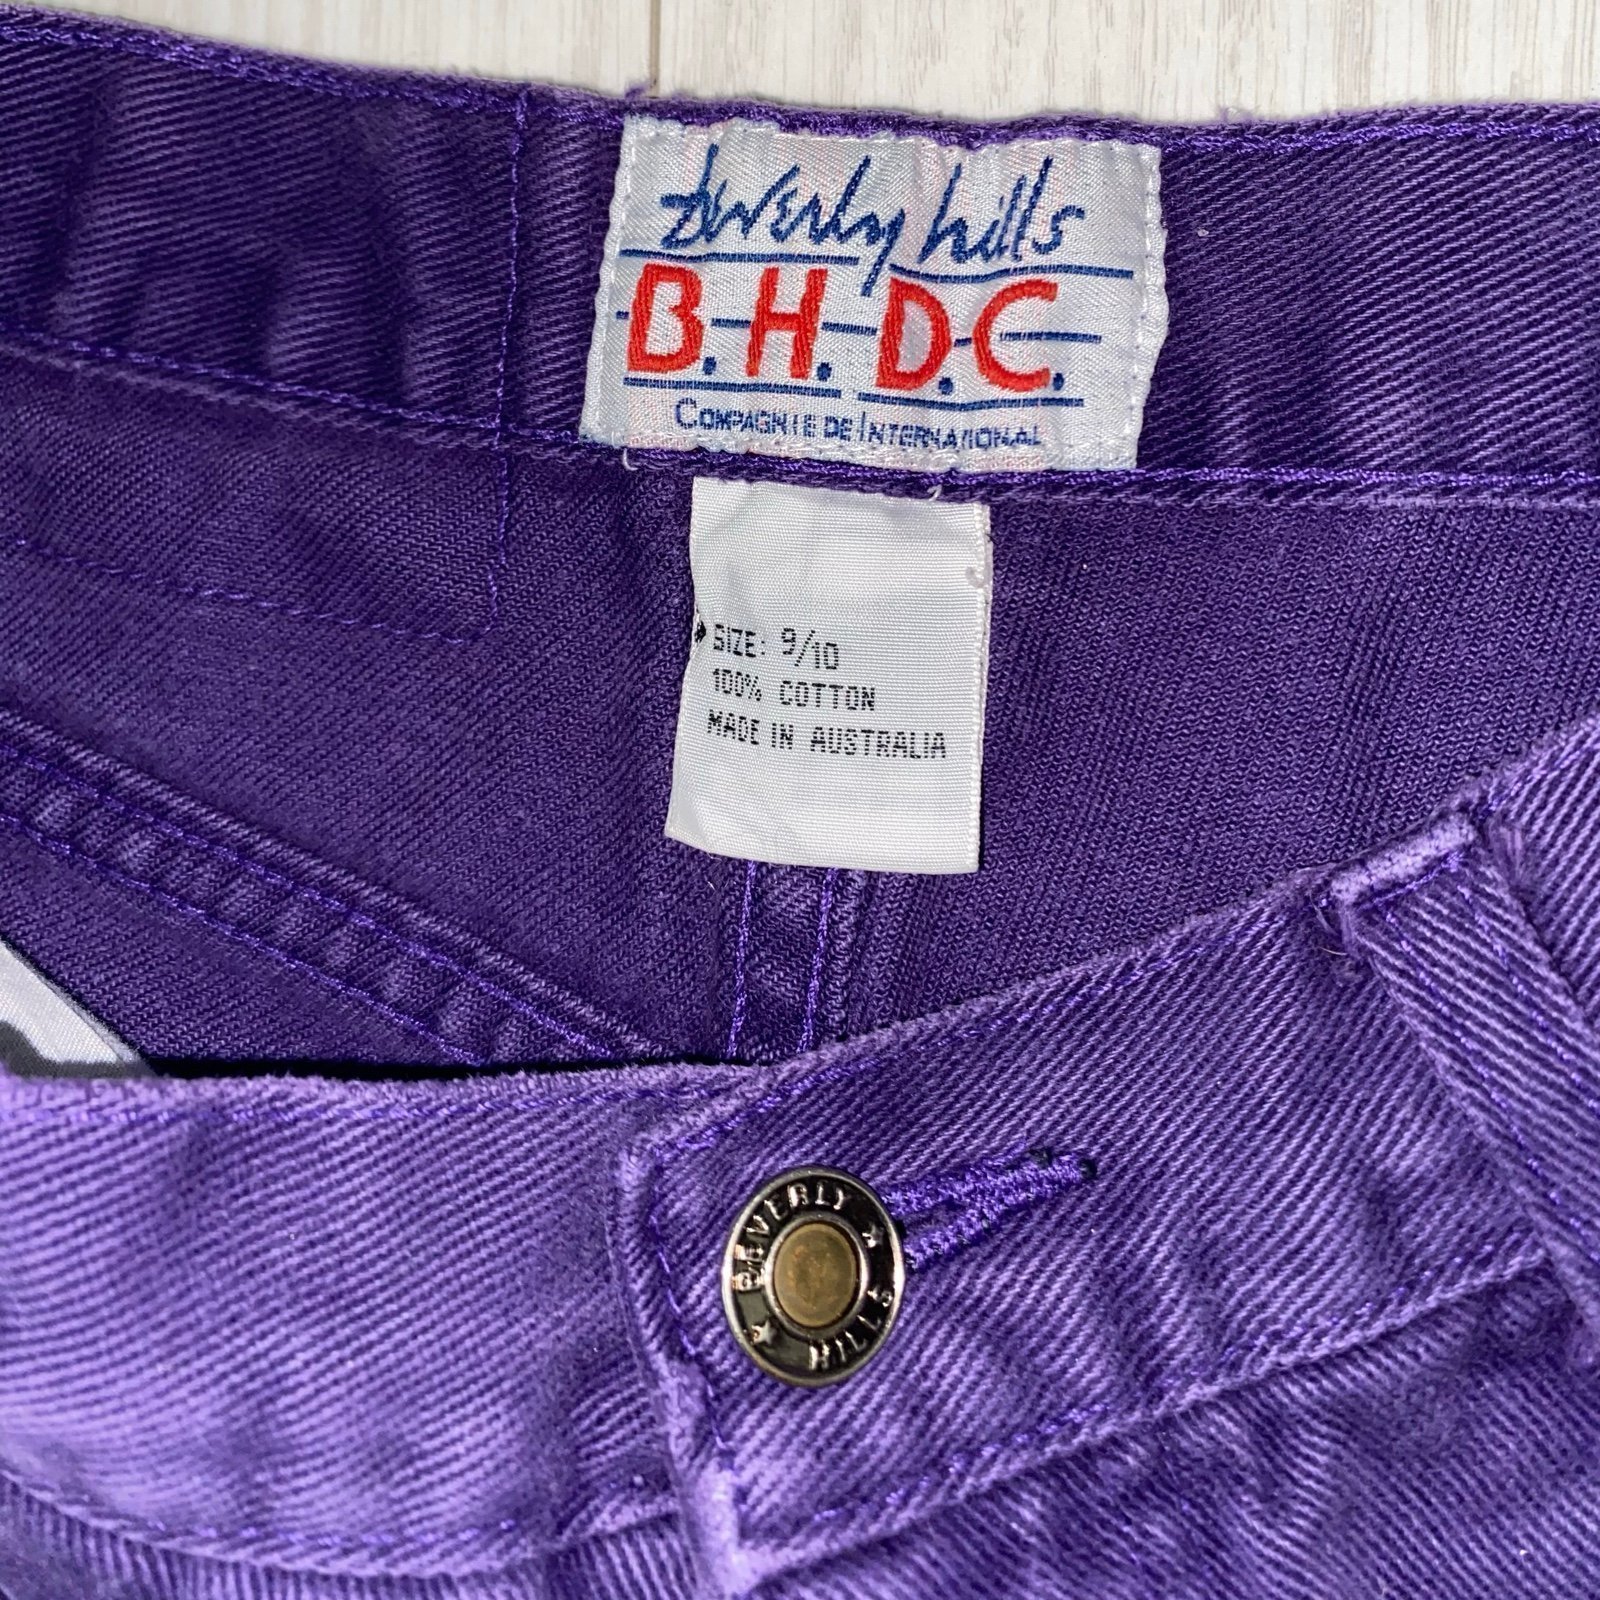 beverly hills
B.H.D.C.
COMPAGNIE DE INTERNATIONAL
SIZE: 9/10
100% COTTON
MADE IN AUSTRALIA
BEVERLY
HILLS